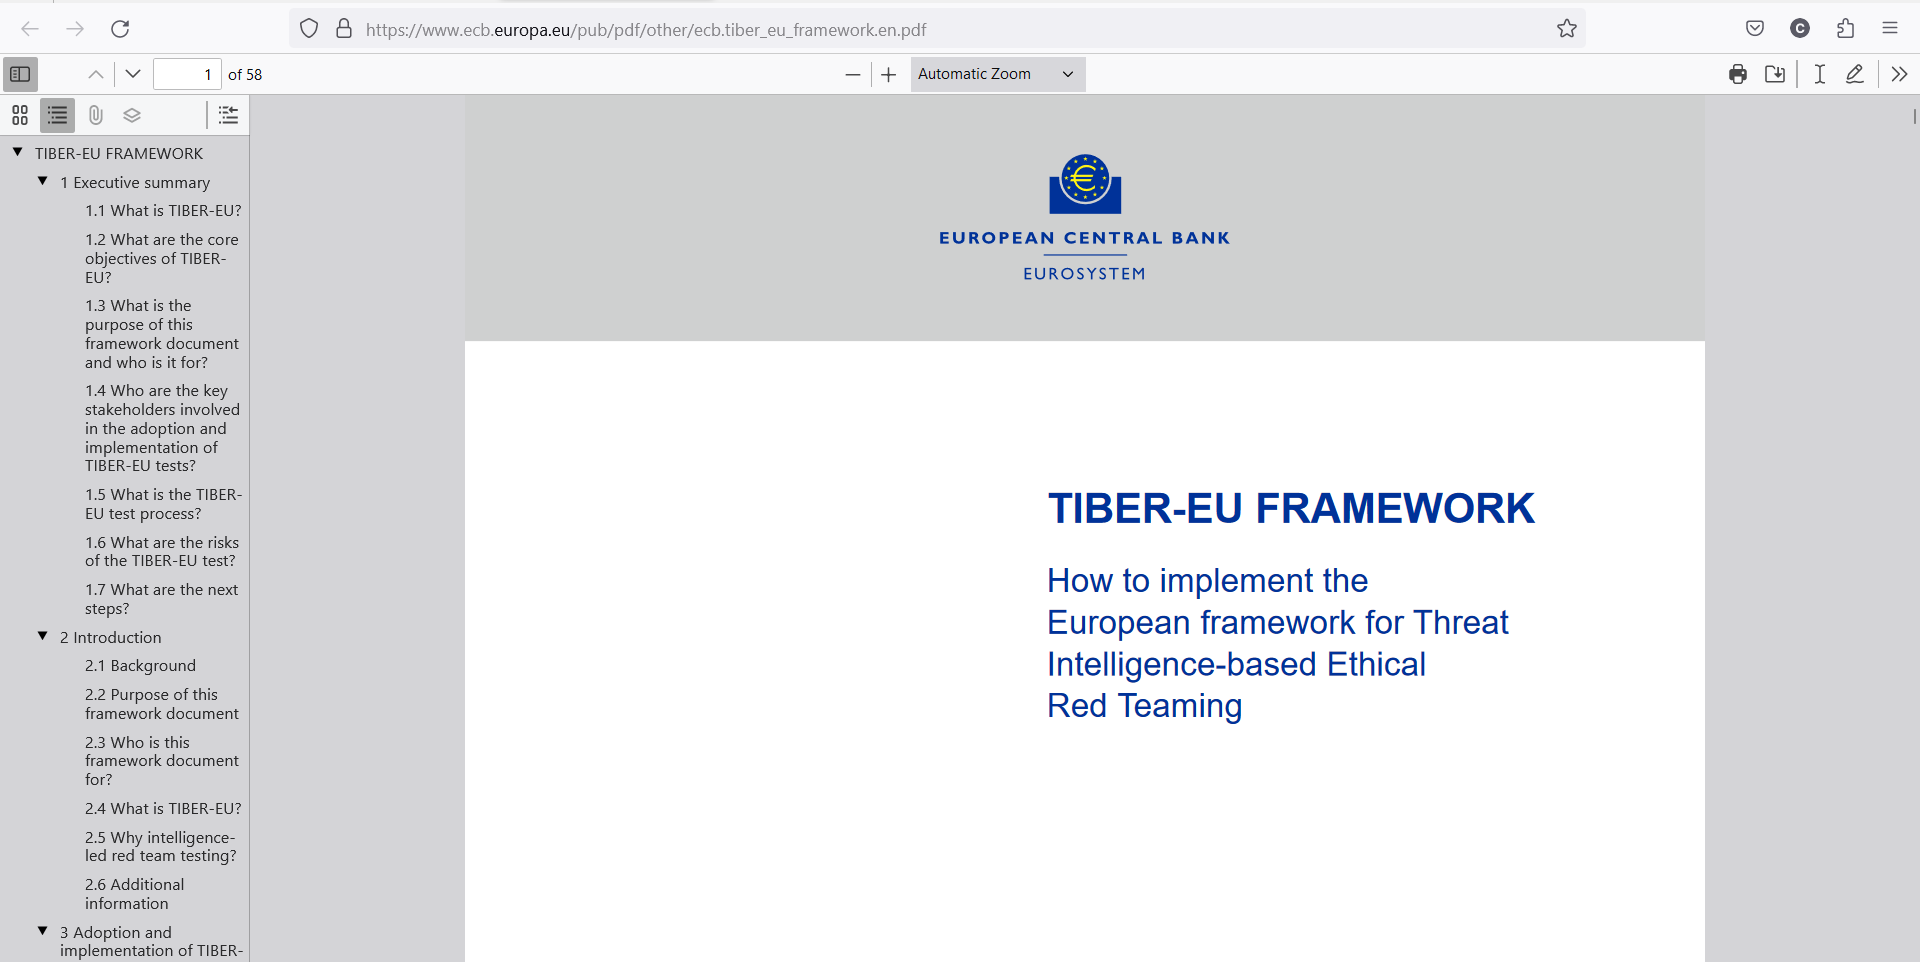 https://www.ecb.europa.eu/pub/pdf/other/ecb.tiber_eu_framework.en.pdf
C
1 of 58
Automatic Zoom
TIBER-EU FRAMEWORK
1 Executive summary
1.1 What is TIBER-EU?
1.2 What are the core
objectives of TIBER-
EU?
1.3 What is the
purpose of this
framework document
and who is it for?
1.4 Who are the key
stakeholders involved
in the adoption and
implementation of
TIBER-EU tests?
1.5 What is the TIBER-
EU test process?
1.6 What are the risks
of the TIBER-EU test?
1.7 What are the next
steps?
2 Introduction
2.1 Background
2.2 Purpose of this
framework document
2.3 Who is this
framework document
for?
2.4 What is TIBER-EU?
2.5 Why intelligence-
led red team testing?
2.6 Additional
information
3 Adoption and
implementation of TIBER-
€
EUROPEAN CENTRAL BANK
EUROSYSTEM
TIBER-EU FRAMEWORK
How to implement the
European framework for Threat
Intelligence-based Ethical
Red Teaming